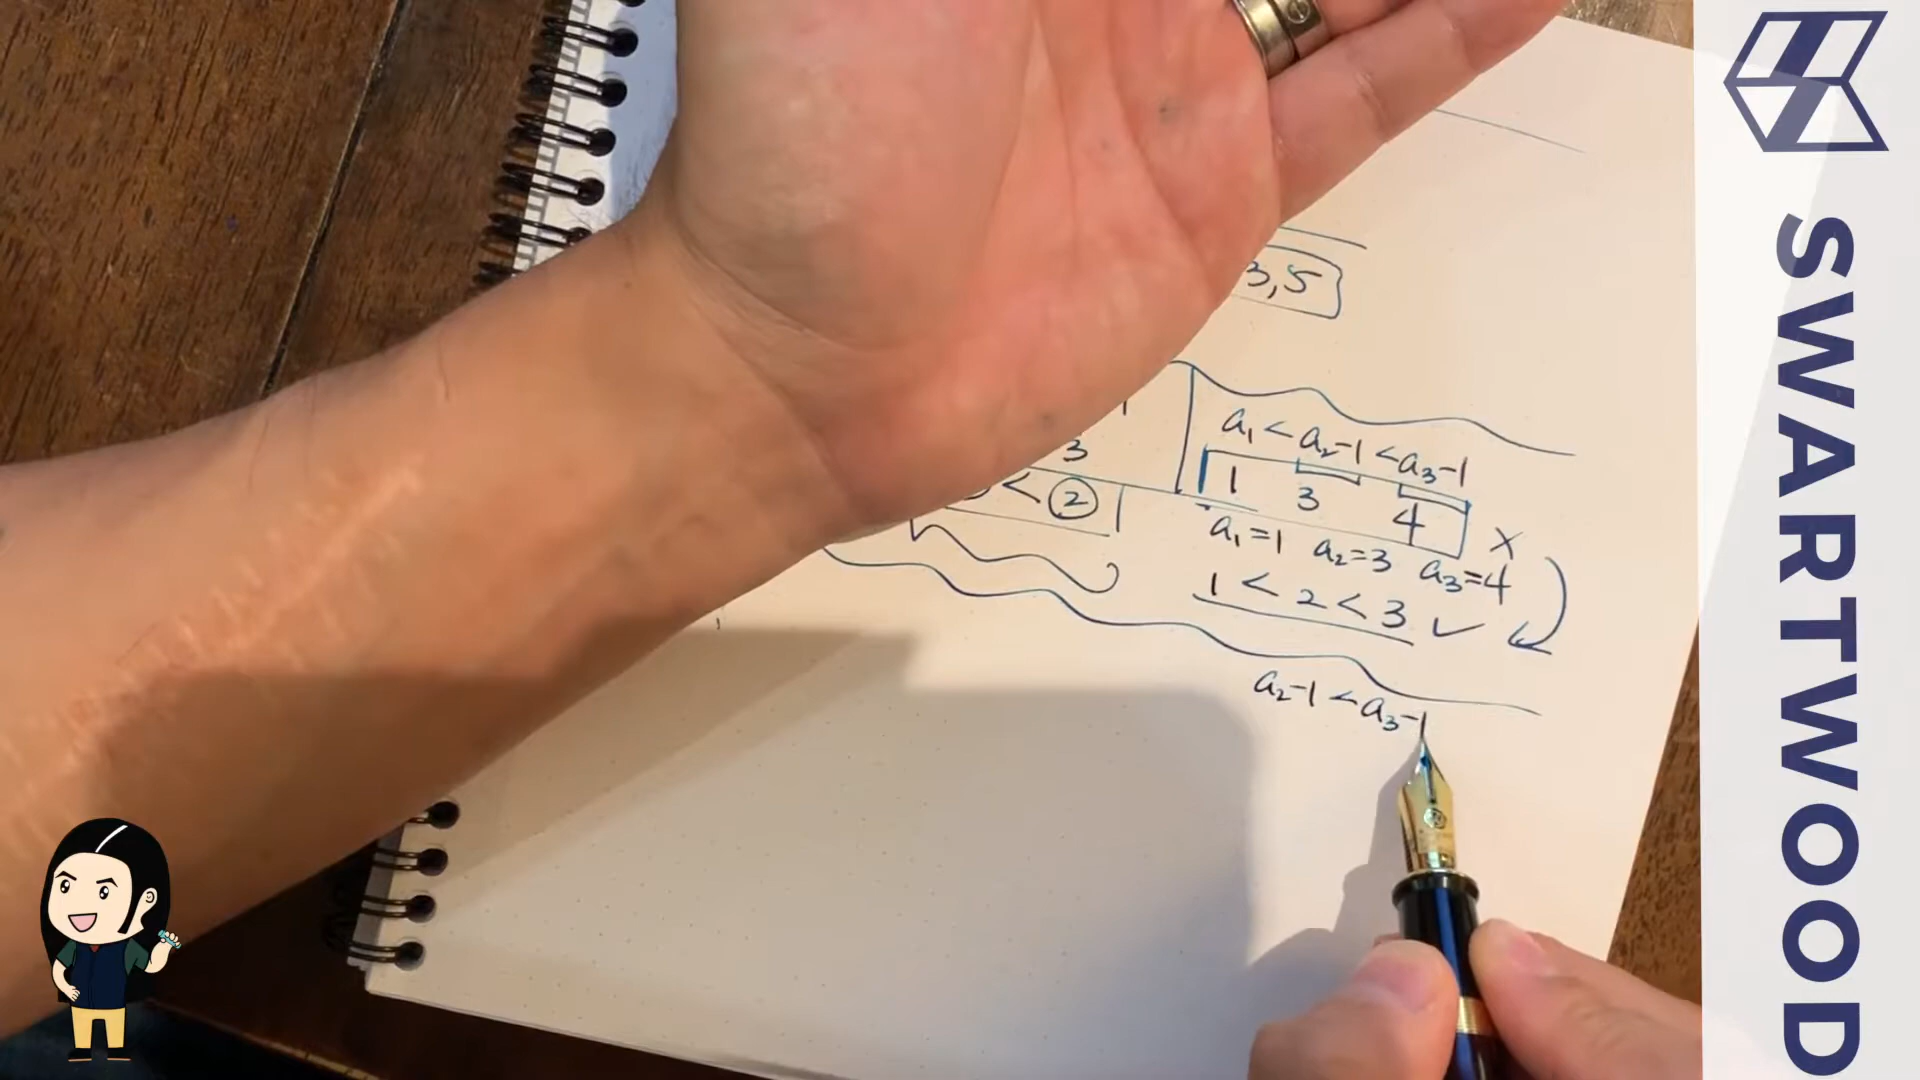 3,5
a₁ < a₂-1 < a₃-1
3
1 3 4
< ②
a₁=1 a₂=3 a₃=4
1 < 2 < 3 ✓
a₂-1 < a₃-1
SWARTWOOD